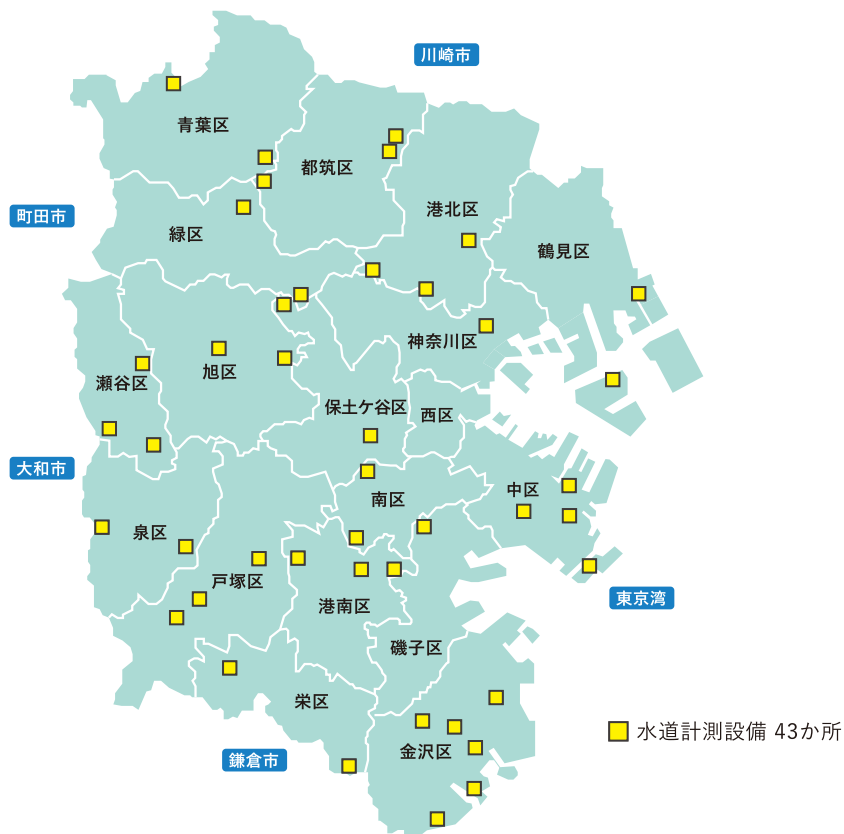 川崎市
青葉区
都筑区
港北区
町田市
緑区
鶴見区
神奈川区
旭区
瀬谷区
保土ケ谷区
西区
大和市
中区
南区
泉区
戸塚区
東京湾
港南区
磯子区
栄区
水道計測設備 43か所
金沢区
鎌倉市